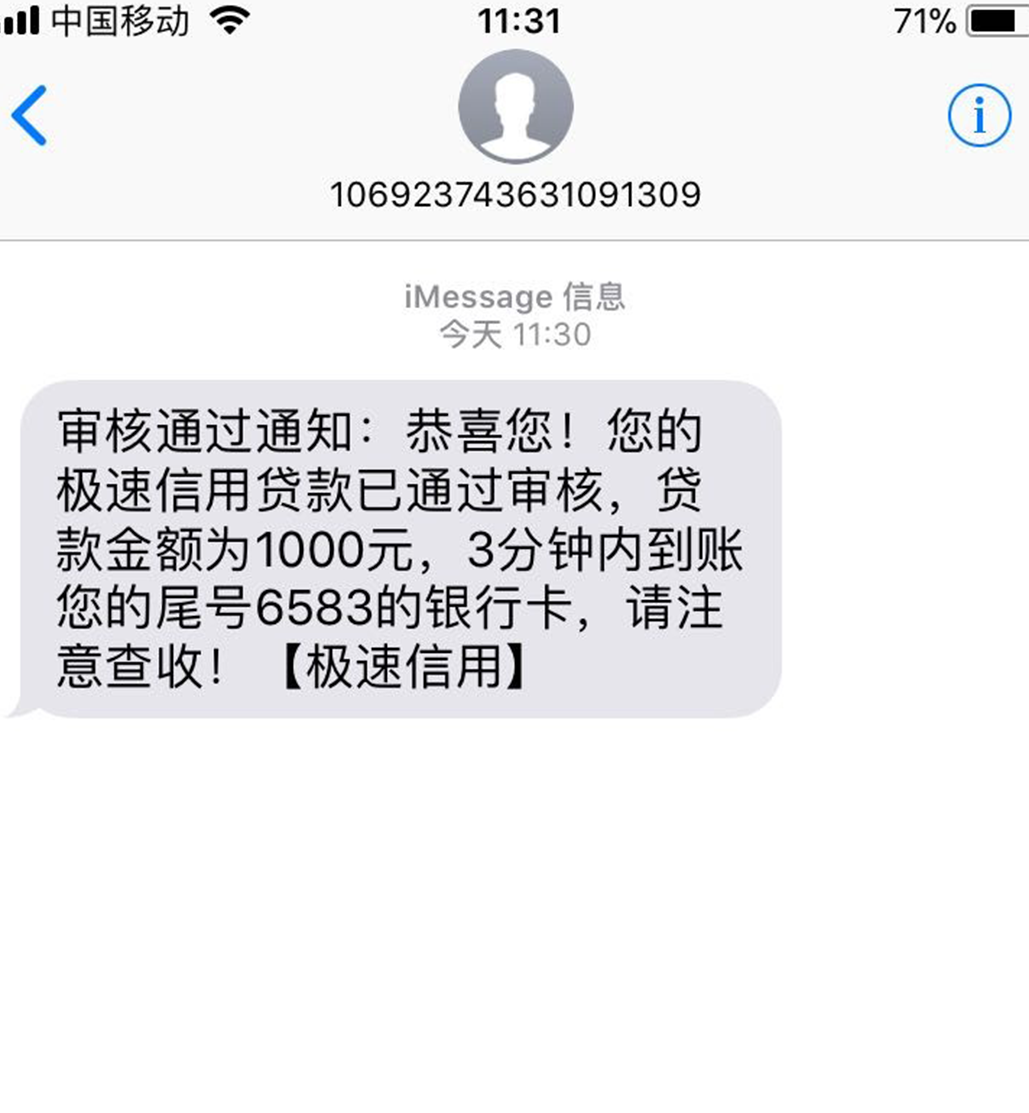 中国移动
11:31
71%
106923743631091309
iMessage 信息
今天 11:30
审核通过通知：恭喜您！您的
极速信用贷款已通过审核，贷
款金额为1000元，3分钟内到账
您的尾号6583的银行卡，请注
意查收！【极速信用】